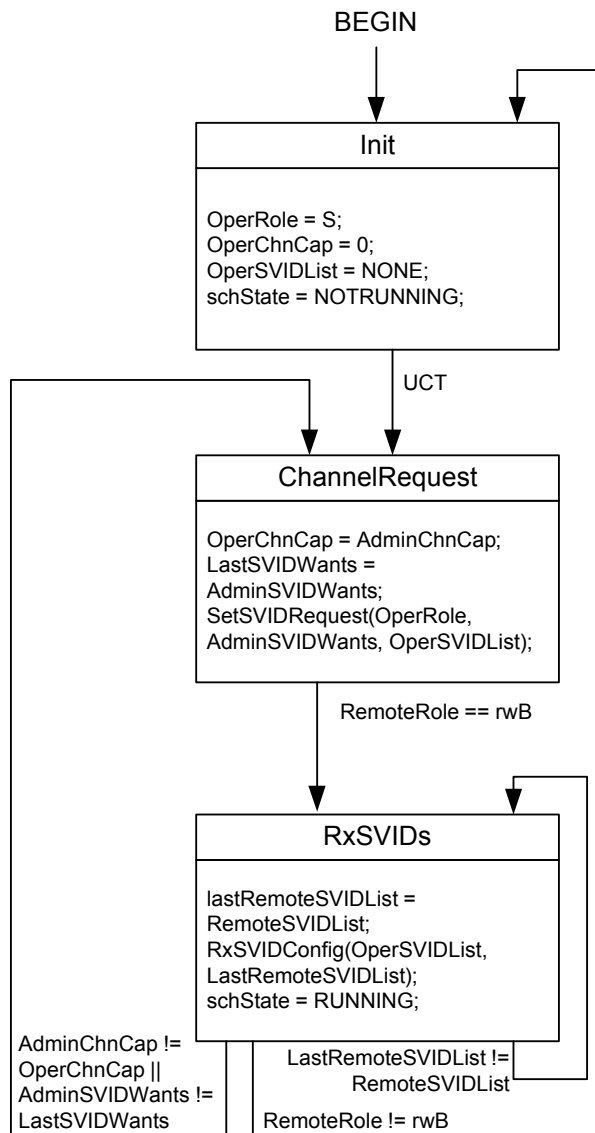 BEGIN
Init
OperRole = S;
OperChnCap = 0;
OperSVIDList = NONE;
schState = NOTRUNNING;
UCT
ChannelRequest
OperChnCap = AdminChnCap;
LastSVIDWants =
AdminSVIDWants;
SetSVIDRequest(OperRole,
AdminSVIDWants, OperSVIDList);
RemoteRole == rwB
RxSVIDs
lastRemoteSVIDList =
RemoteSVIDList;
RxSVIDConfig(OperSVIDList,
LastRemoteSVIDList);
schState = RUNNING;
AdminChnCap !=
OperChnCap ||
AdminSVIDWants !=
LastSVIDWants
LastRemoteSVIDList !=
RemoteSVIDList
RemoteRole != rwB